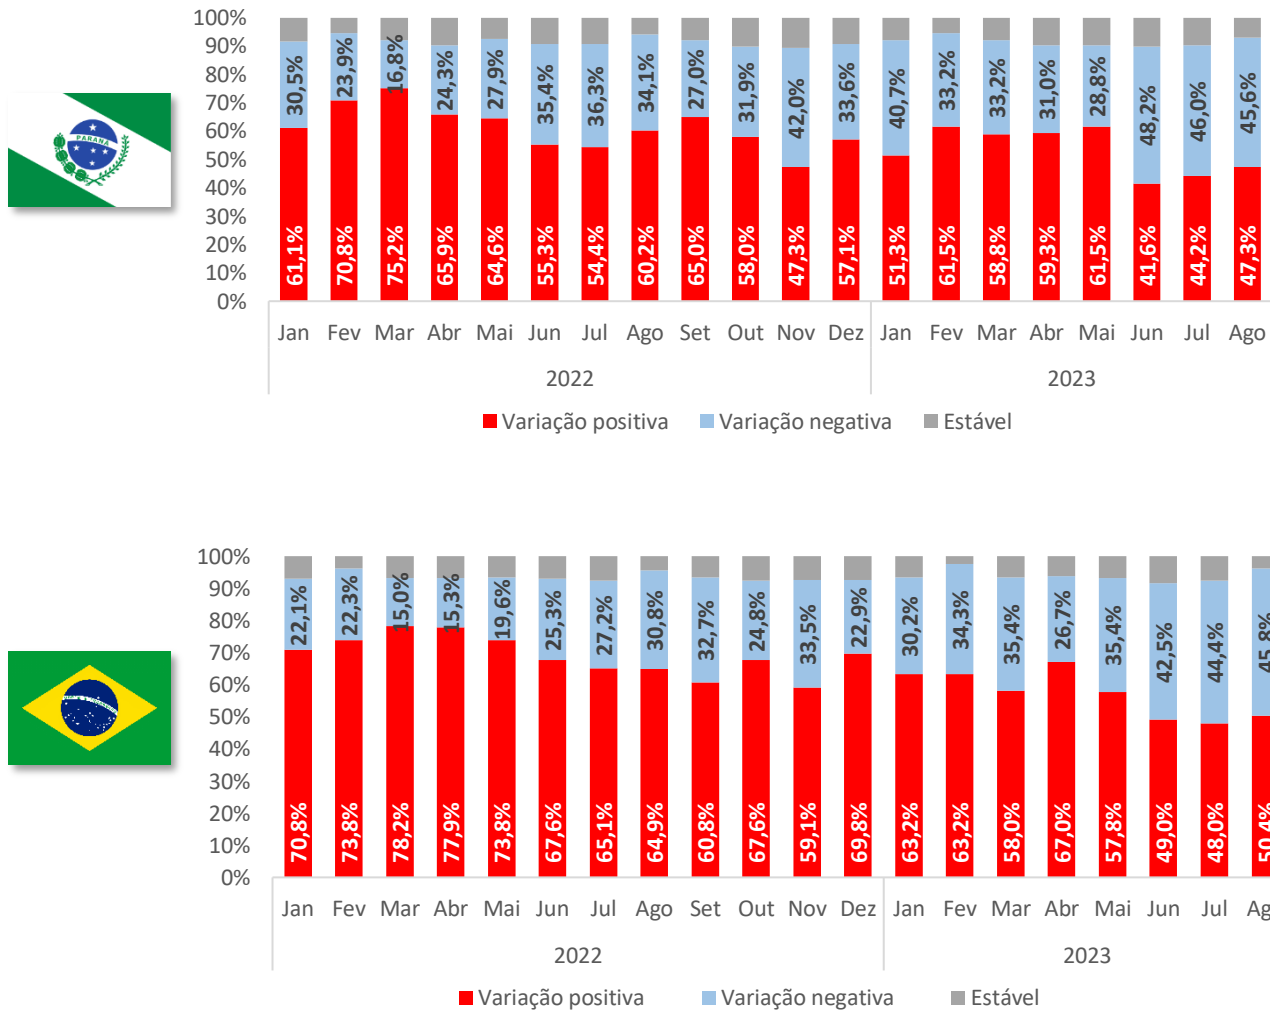 100%
90%
80%
70%
60%
50%
40%
30%
20%
10%
0%
30,5% 23,9% 16,8% 24,3% 27,9% 35,4% 36,3% 34,1% 27,0% 31,9% 42,0% 33,6% 40,7% 33,2% 33,2% 31,0% 28,8% 48,2% 46,0% 45,6%
PARANÁ
61,1% 70,8% 75,2% 65,9% 64,6% 55,3% 54,4% 60,2% 65,0% 58,0% 47,3% 57,1% 51,3% 61,5% 58,8% 59,3% 61,5% 41,6% 44,2% 47,3%
Jan Fev Mar Abr Mai Jun Jul Ago Set Out Nov Dez Jan Fev Mar Abr Mai Jun Jul Ago
2022 2023
Variação positiva Variação negativa Estável
100%
90%
80%
70%
60%
50%
40%
30%
20%
10%
0%
22,1% 22,3% 15,0% 15,3% 19,6% 25,3% 27,2% 30,8% 32,7% 24,8% 33,5% 22,9% 30,2% 34,3% 35,4% 26,7% 35,4% 42,5% 44,4% 45,8%
70,8% 73,8% 78,2% 77,9% 73,8% 67,6% 65,1% 64,9% 60,8% 67,6% 59,1% 69,8% 63,2% 63,2% 58,0% 67,0% 57,8% 49,0% 48,0% 50,4%
Jan Fev Mar Abr Mai Jun Jul Ago Set Out Nov Dez Jan Fev Mar Abr Mai Jun Jul Ag
2022 2023
Variação positiva Variação negativa Estável